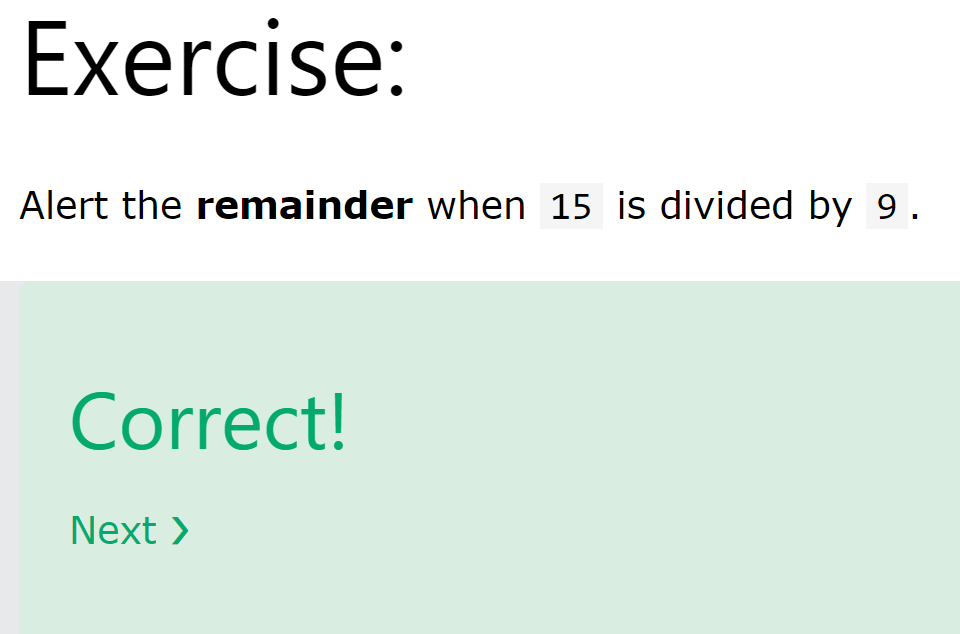 Exercise:
Alert the remainder when 15 is divided by 9.
Correct!
Next ❯